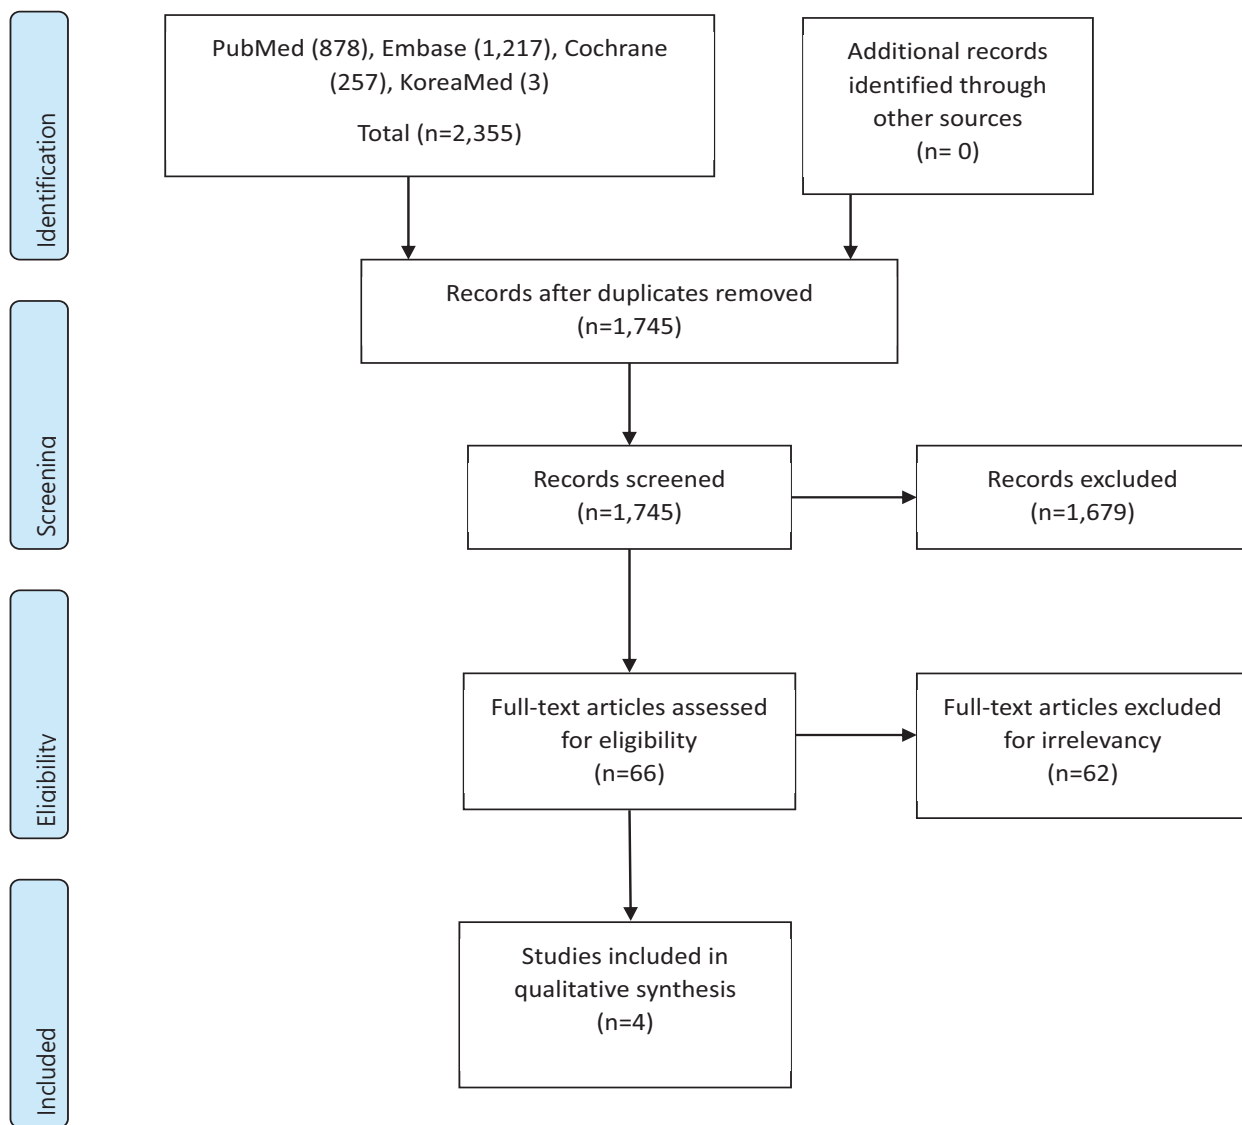 Identification
PubMed (878), Embase (1,217), Cochrane
(257), KoreaMed (3)
Total (n=2,355)
Additional records
identified through
other sources
(n= 0)
Records after duplicates removed
(n=1,745)
Screening
Records screened
(n=1,745)
Records excluded
(n=1,679)
Eligibility
Full-text articles assessed
for eligibility
(n=66)
Full-text articles excluded
for irrelevancy
(n=62)
Included
Studies included in
qualitative synthesis
(n=4)